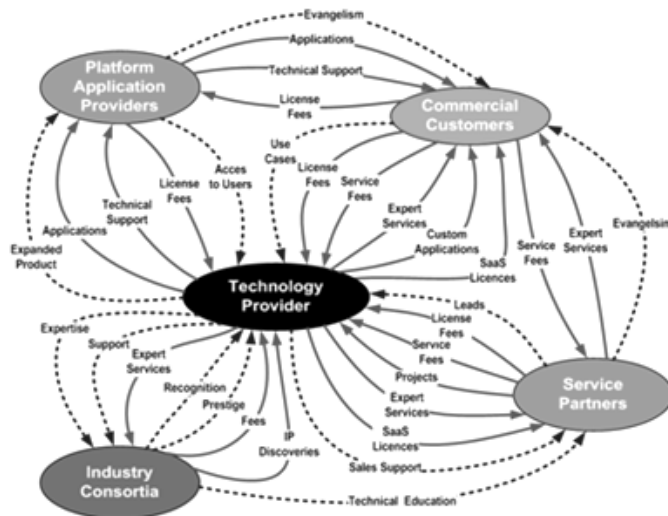 Evangelism
Applications
Platform
Application
Providers
Technical Support
License
Fees
Commercial
Customers
Use
Cases
Acces
to Users
License
Fees
License
Fees
Service
Fees
Technical
Support
Applications
Expert
Services
Evangelsim
Expanded
Product
Custom
Applications
Service
Fees
Expert
Services
SaaS
Licences
Technology
Provider
Leads
License
Fees
Expertise
Support
Service
Fees
Expert
Services
Recognition
Projects
Service
Partners
Prestige
Expert
Services
Fees
SaaS
Licences
IP
Discoveries
Industry
Consortia
Sales Support
Technical Education